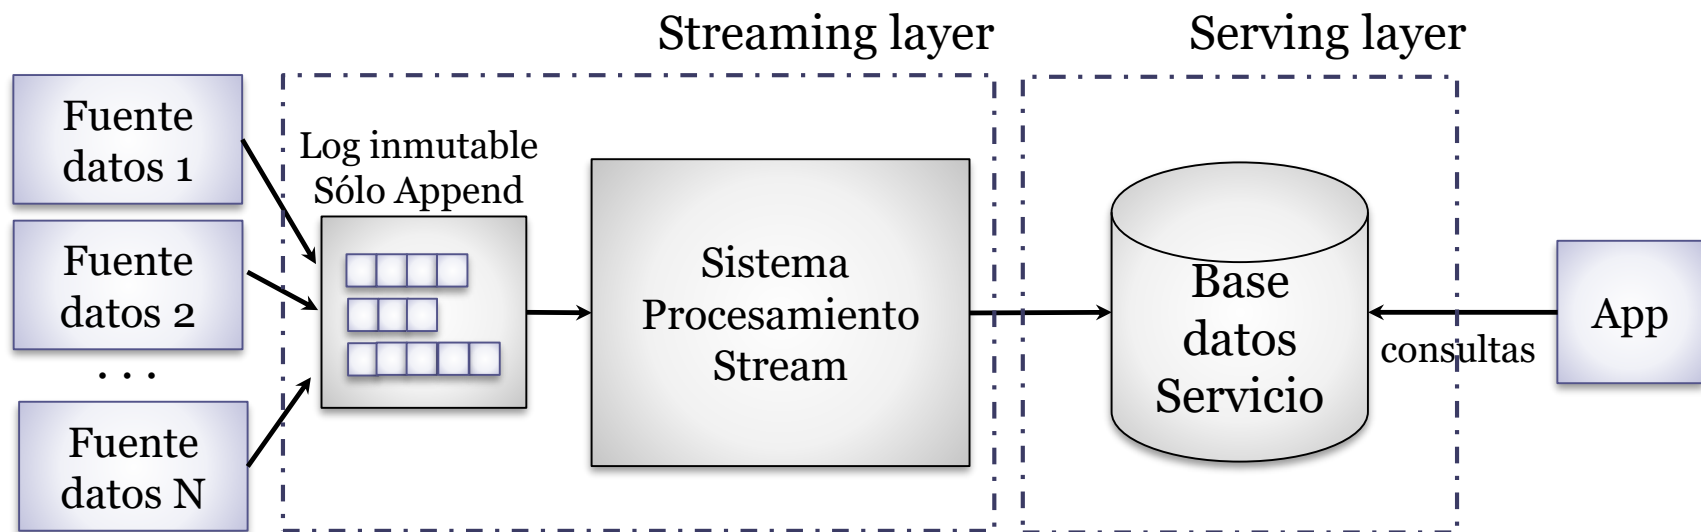 Streaming layer
Serving layer
Fuente
datos 1
Log inmutable
Sólo Append
Fuente
datos 2
. . .
Fuente
datos N
Sistema
Procesamiento
Stream
Base
datos
Servicio
consultas
App